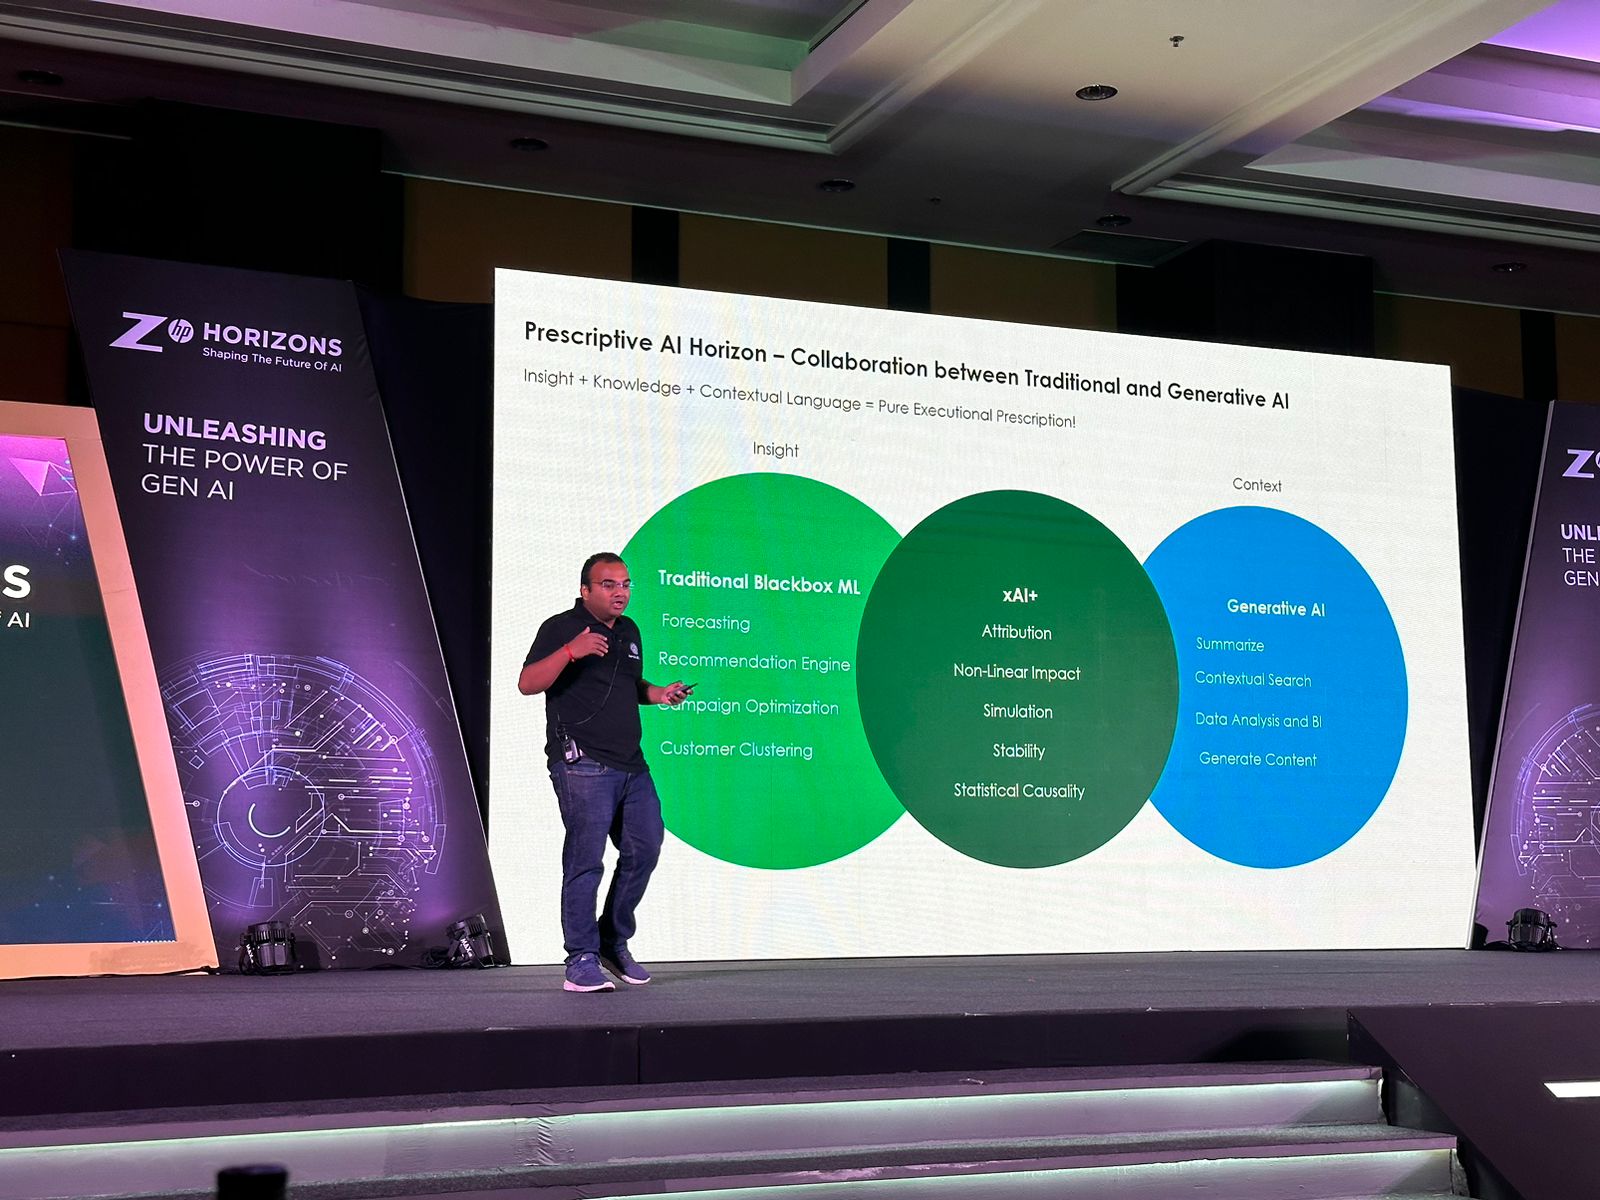 Z hp HORIZONS
Shaping The Future Of AI
UNLEASHING
THE POWER OF
GEN AI
S
AI
Prescriptive AI Horizon – Collaboration between Traditional and Generative AI
Insight + Knowledge + Contextual Language = Pure Executional Prescription!
Insight
Traditional Blackbox ML
Forecasting
Recommendation Engine
Campaign Optimization
Customer Clustering
xAI+
Attribution
Non-Linear Impact
Simulation
Stability
Statistical Causality
Context
Generative AI
Summarize
Contextual Search
Data Analysis and BI
Generate Content
Z
UNL
THE
GEN